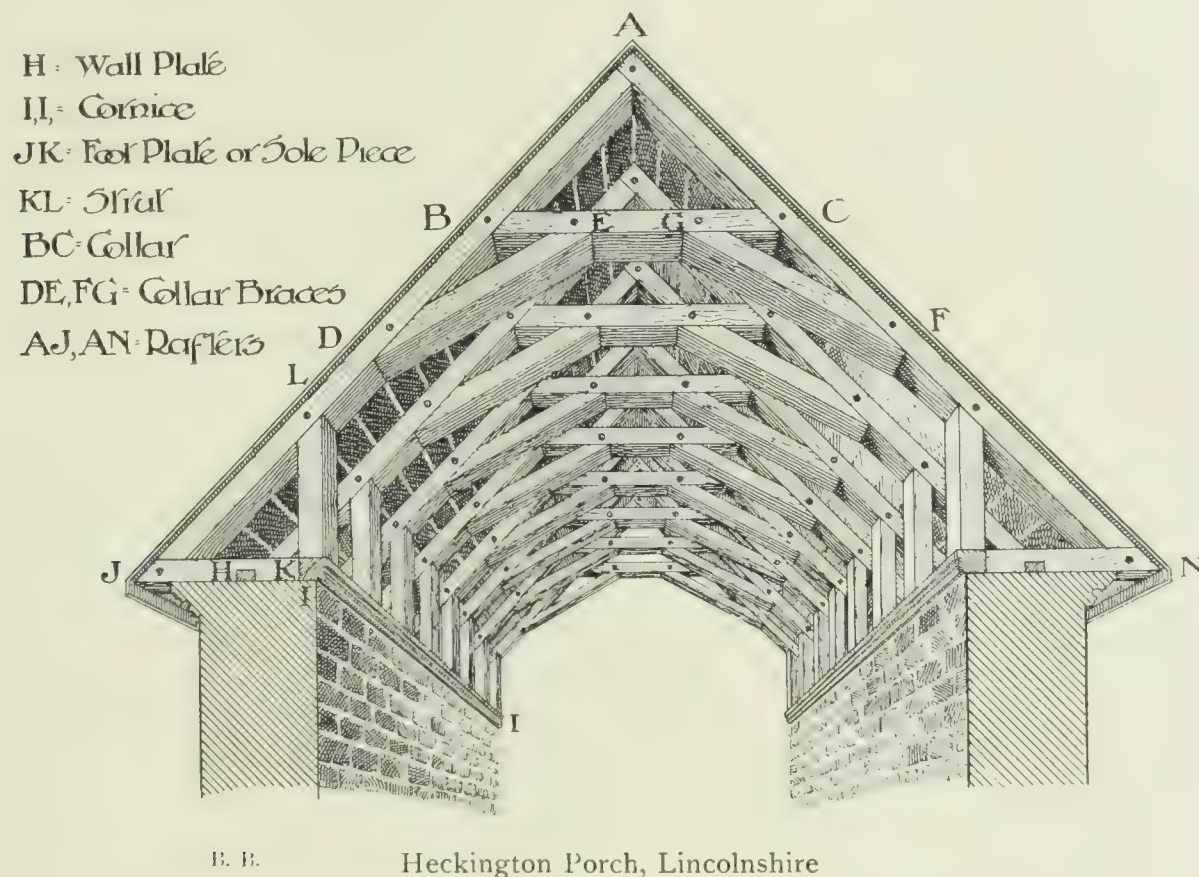 A
H = Wall Plate
I,I, = Cornice
JK = Foot Plate or Sole Piece
KL = Strut
BC = Collar
DE, FG = Collar Braces
AJ, AN = Rafters
B E G C
D F
L
J H K N
I
I I
B. B. Heckington Porch, Lincolnshire